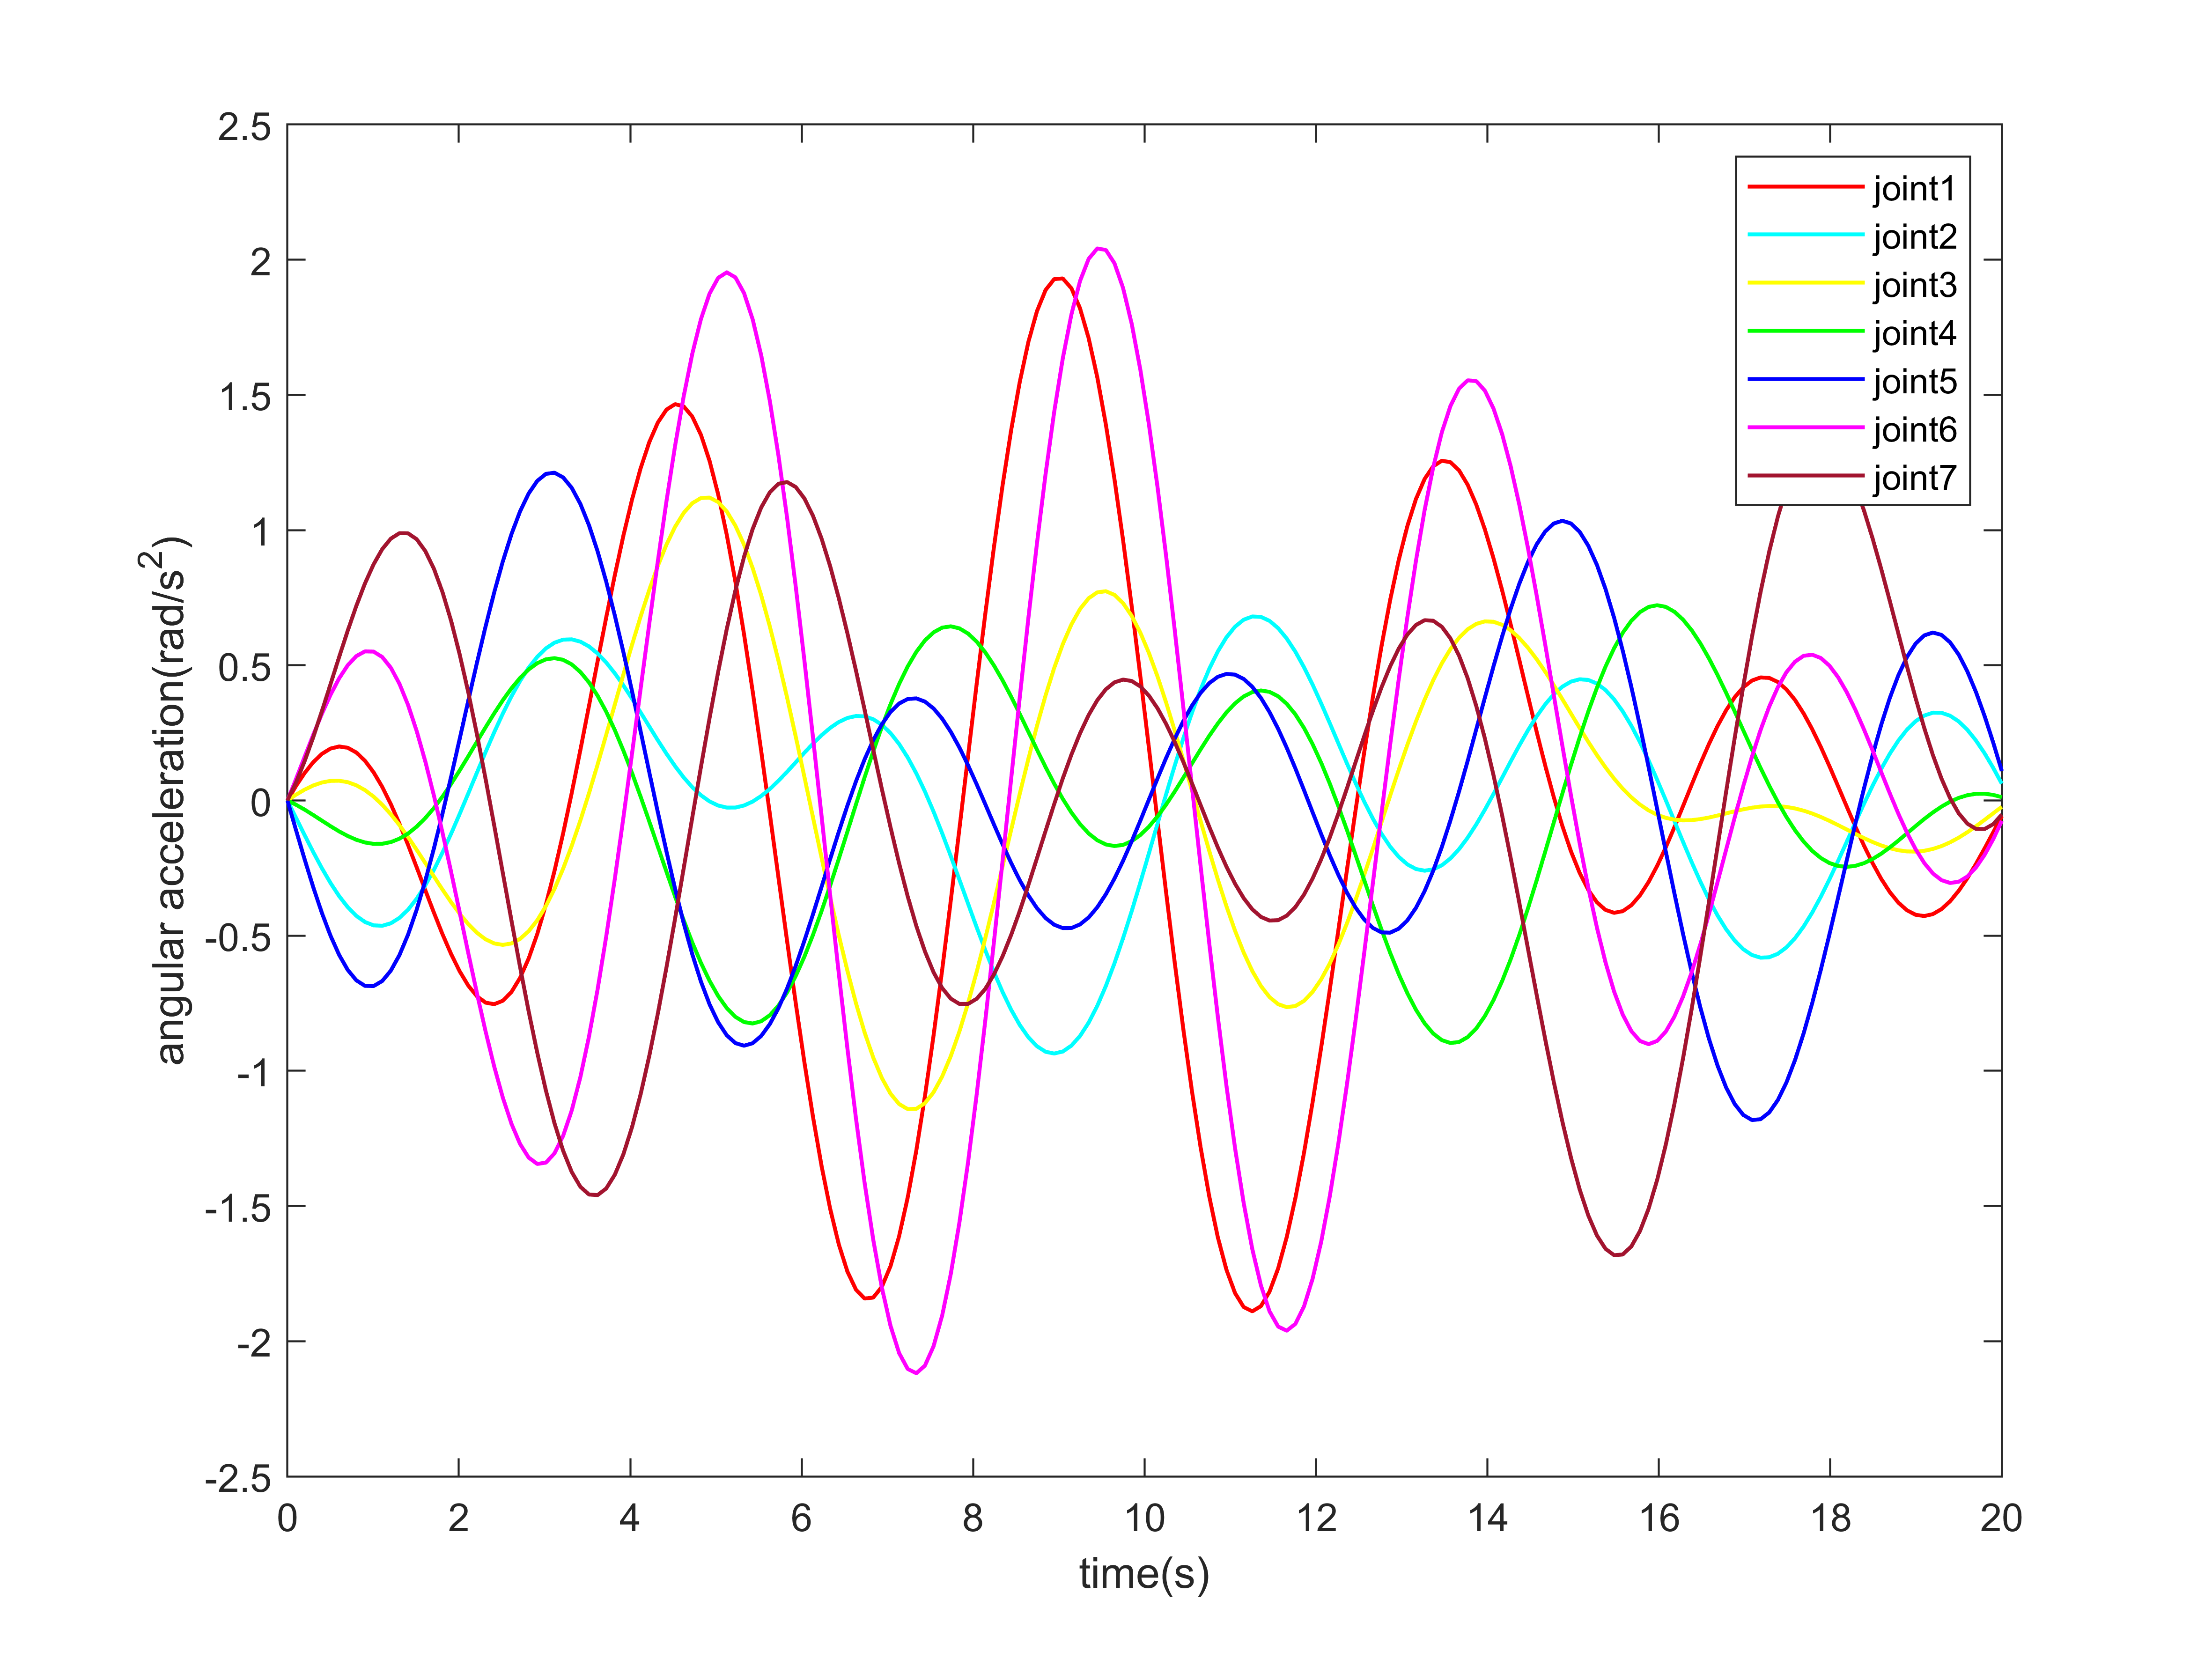 2.5
2
1.5
1
0.5
0
-0.5
-1
-1.5
-2
-2.5
0 2 4 6 8 10 12 14 16 18 20
time(s)
angular acceleration(rad/s²)
joint1
joint2
joint3
joint4
joint5
joint6
joint7